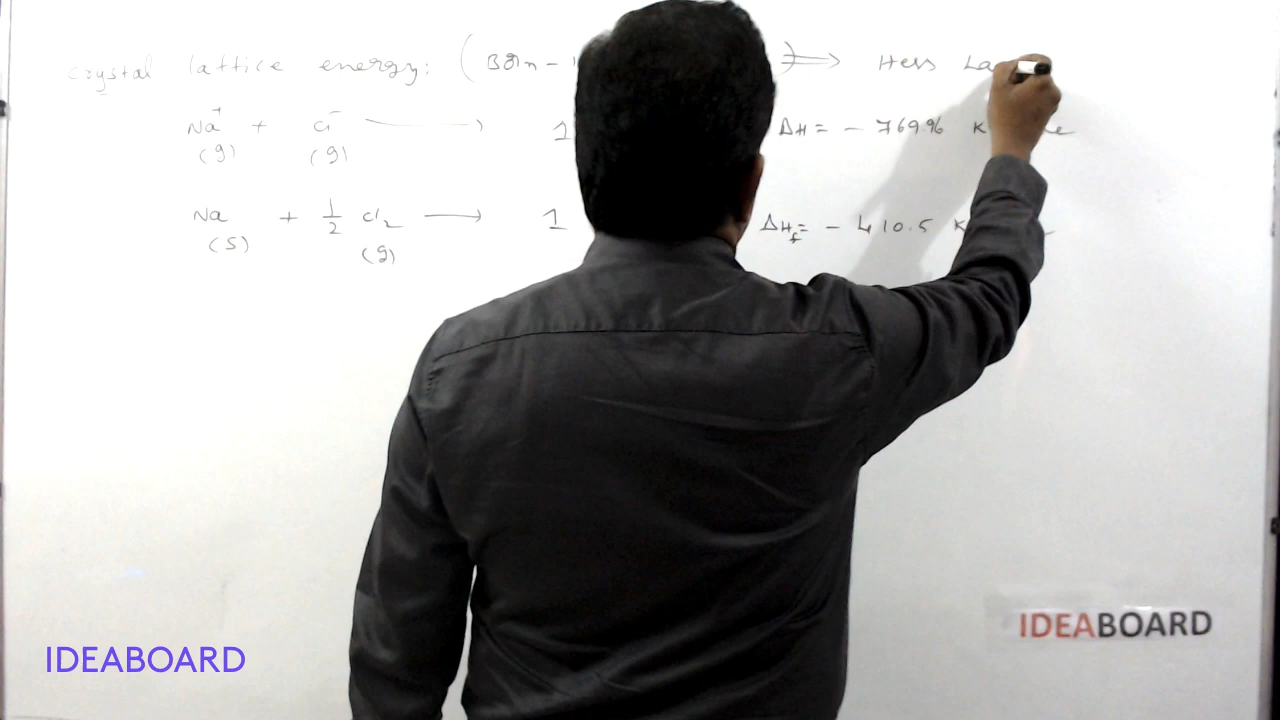 crystal lattice energy: (Born - ) ⟹ Hess La
Na⁺ + Cl⁻ ⟶ 1 ΔH = - 769.96 K
(g) (g)
Na + 1/2 Cl₂ ⟶ 1 ΔHf = - 410.5 K
(s) (g)
IDEABOARD
IDEABOARD